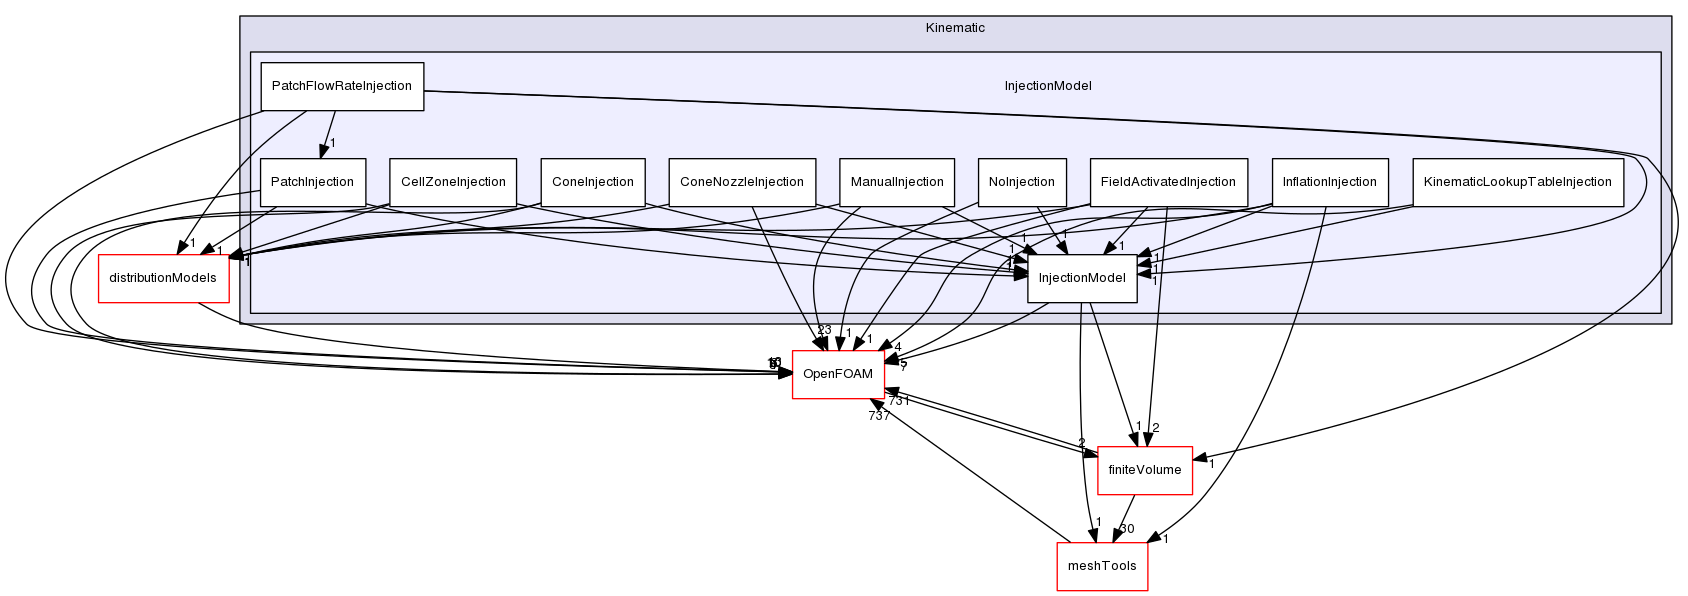 Kinematic
PatchFlowRateInjection
InjectionModel
1
PatchInjection
CellZoneInjection
ConeInjection
ConeNozzleInjection
ManualInjection
NoInjection
FieldActivatedInjection
InflationInjection
KinematicLookupTableInjection
1
1
1
1
1
1
1
1
1
1
distributionModels
InjectionModel
23
1
1
4
5
7
OpenFOAM
731
737
2
1
2
1
finiteVolume
1
30
1
meshTools